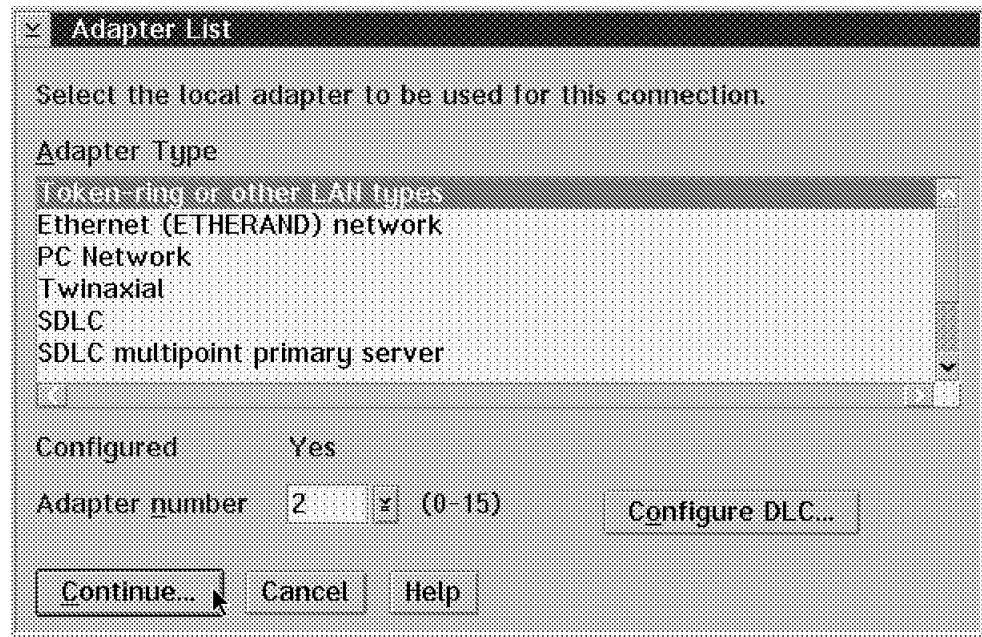 Adapter List
Select the local adapter to be used for this connection.
Adapter Type
Token-ring or other LAN types
Ethernet (ETHERAND) network
PC Network
Twinaxial
SDLC
SDLC multipoint primary server
Configured Yes
Adapter number 2 (0-15) Configure DLC...
Continue... Cancel Help